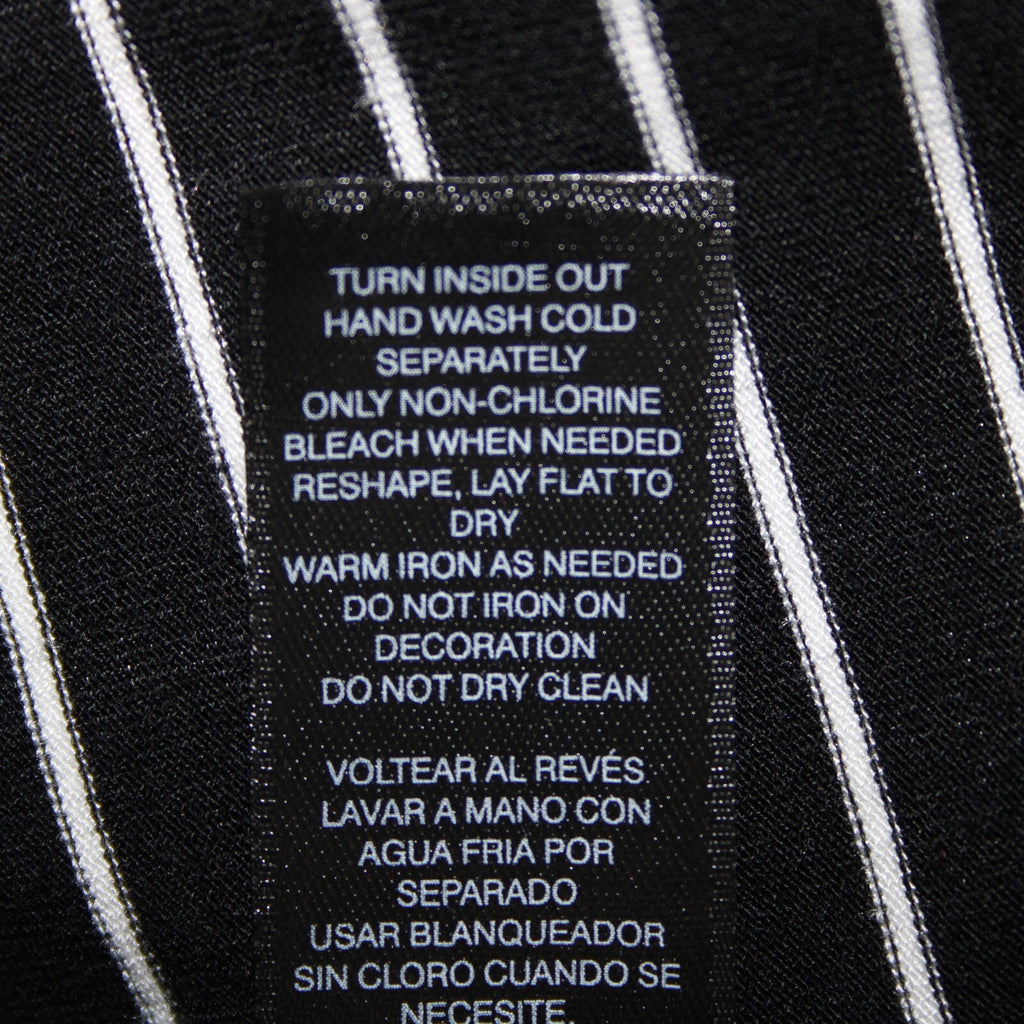 TURN INSIDE OUT
HAND WASH COLD
SEPARATELY
ONLY NON-CHLORINE
BLEACH WHEN NEEDED
RESHAPE, LAY FLAT TO
DRY
WARM IRON AS NEEDED
DO NOT IRON ON
DECORATION
DO NOT DRY CLEAN
VOLTEAR AL REVÉS
LAVAR A MANO CON
AGUA FRIA POR
SEPARADO
USAR BLANQUEADOR
SIN CLORO CUANDO SE
NECESITE.